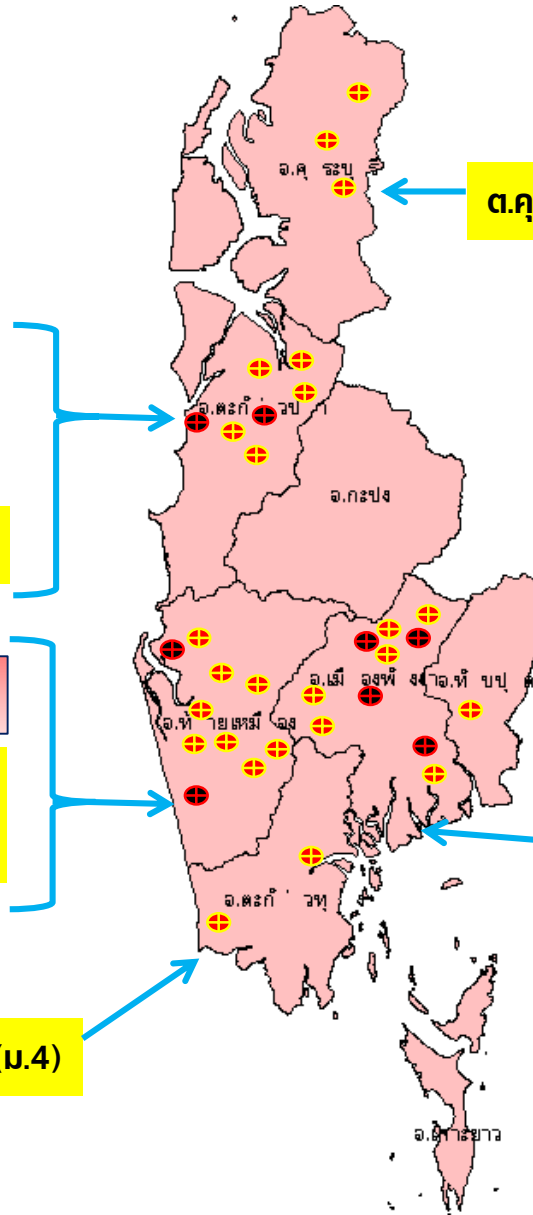 อ.คุ ระบุ รี
ต.คุ
อ.ตะกั่ วป่ า
อ.กะปง
อ.เมื องพั งงา
อ.ทั บปุ ด
อ.ท้ ายเหมื อง
อ.ตะกั่ วทุ
(ม.4)
อ.เกาะยาว